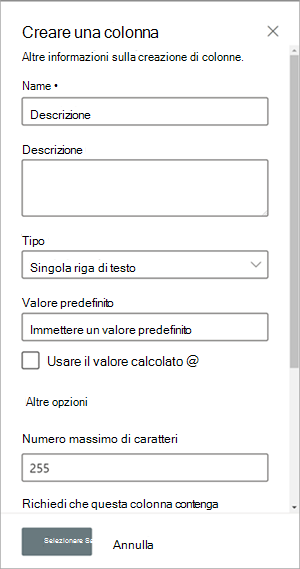 Creare una colonna
Altre informazioni sulla creazione di colonne.
Name •
Descrizione
Descrizione
Tipo
Singola riga di testo
Valore predefinito
Immettere un valore predefinito
Usare il valore calcolato @
Altre opzioni
Numero massimo di caratteri
255
Richiedi che questa colonna contenga
Selezionare Se
Annulla